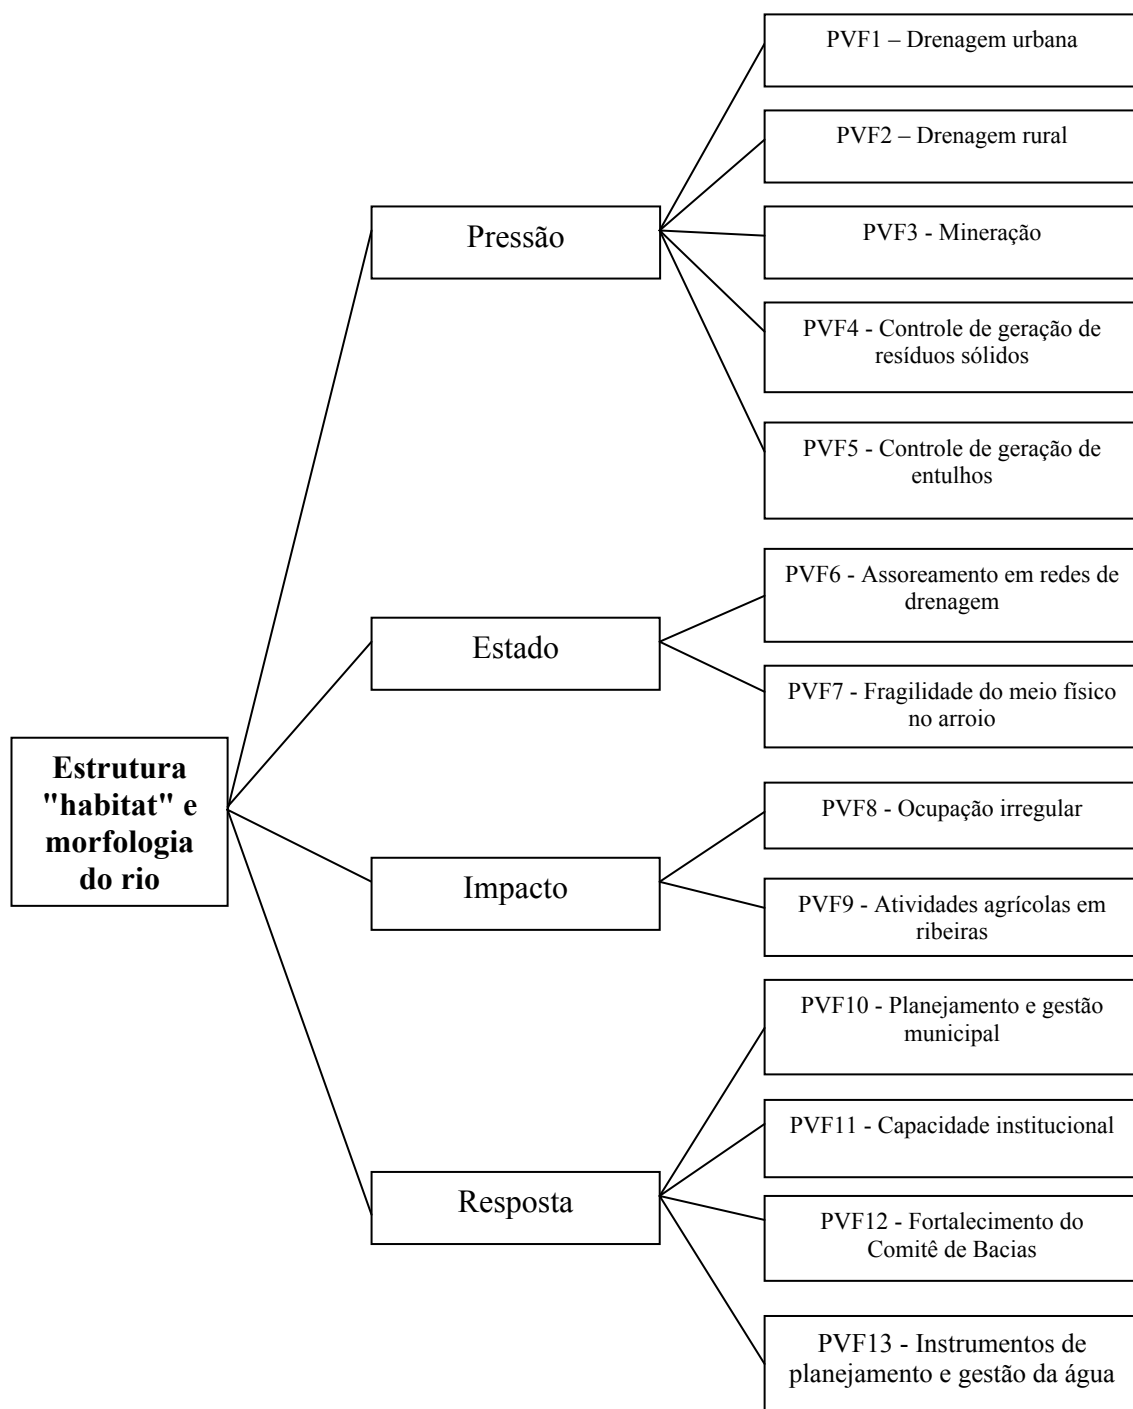 PVF1 – Drenagem urbana
PVF2 – Drenagem rural
Pressão
PVF3 - Mineração
PVF4 - Controle de geração de
resíduos sólidos
PVF5 - Controle de geração de
entulhos
PVF6 - Assoreamento em redes de
drenagem
Estado
PVF7 - Fragilidade do meio físico
no arroio
Estrutura
"habitat" e
morfologia
do rio
PVF8 - Ocupação irregular
Impacto
PVF9 - Atividades agrícolas em
ribeiras
PVF10 - Planejamento e gestão
municipal
PVF11 - Capacidade institucional
Resposta
PVF12 - Fortalecimento do
Comitê de Bacias
PVF13 - Instrumentos de
planejamento e gestão da água